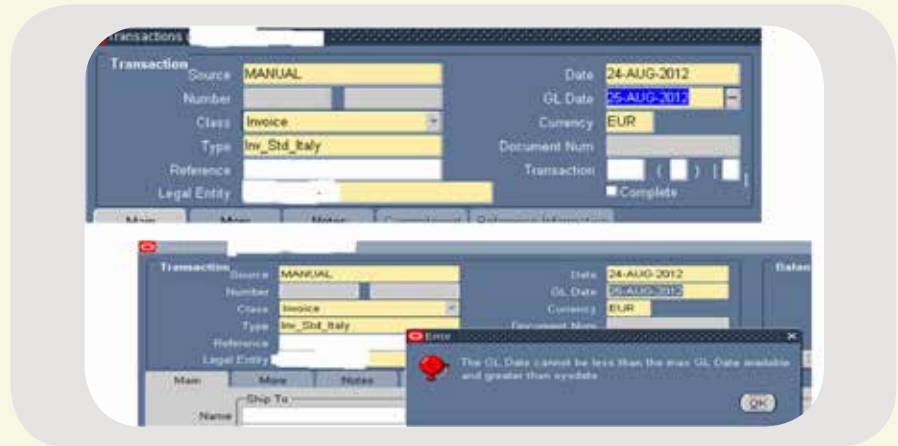 Transactions
Transaction
Source MANUAL Date 24-AUG-2012
Number GL Date 25-AUG-2012
Class Invoice Currency EUR
Type Inv_Std_Italy Document Num
Reference Transaction ( ) [
Legal Entity Complete
Main More Notes Commitment Reference Information
Transaction
Source MANUAL Date 24-AUG-2012
Number GL Date 25-AUG-2012
Class Invoice Currency EUR
Type Inv_Std_Italy Document Num
Reference
Legal Entity
Error
The GL Date cannot be less than the max GL Date available
and greater than sysdate
OK
Main More Notes
Ship To
Name